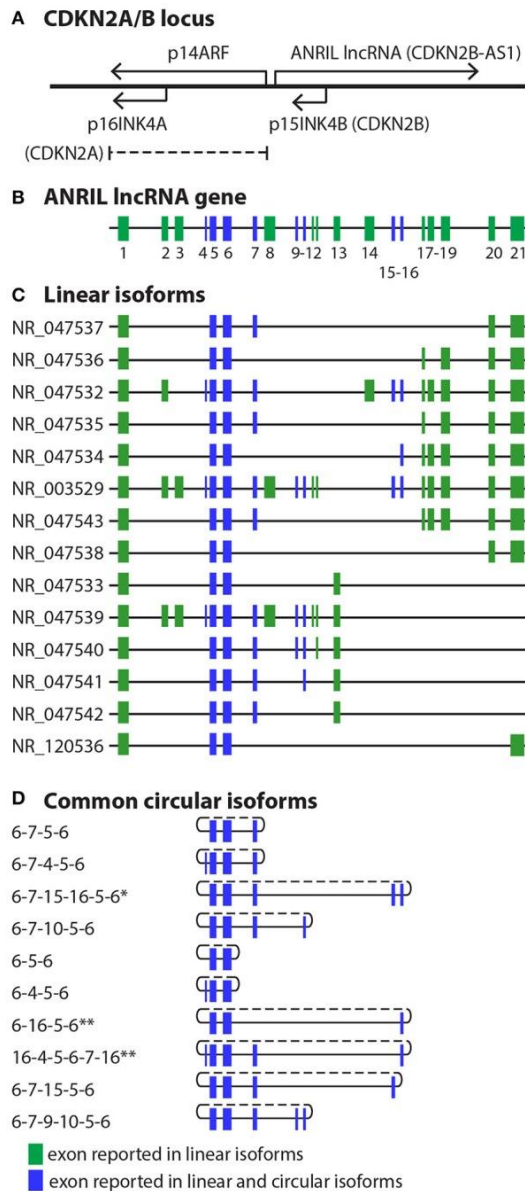 A CDKN2A/B locus
p14ARF ANRIL lncRNA (CDKN2B-AS1)
p16INK4A p15INK4B (CDKN2B)
(CDKN2A)
B ANRIL lncRNA gene
1 2 3 4 5 6 7 8 9-12 13 14 17-19 20 21
15-16
C Linear isoforms
NR_047537
NR_047536
NR_047532
NR_047535
NR_047534
NR_003529
NR_047543
NR_047538
NR_047533
NR_047539
NR_047540
NR_047541
NR_047542
NR_120536
D Common circular isoforms
6-7-5-6
6-7-4-5-6
6-7-15-16-5-6*
6-7-10-5-6
6-5-6
6-4-5-6
6-16-5-6**
16-4-5-6-7-16**
6-7-15-5-6
6-7-9-10-5-6
exon reported in linear isoforms
exon reported in linear and circular isoforms